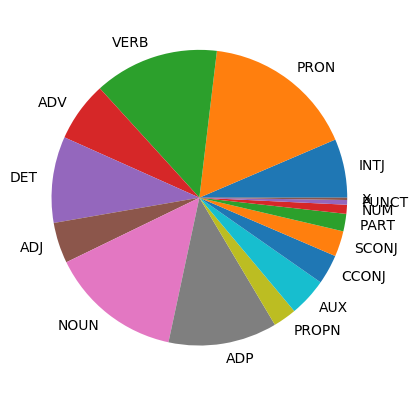 VERB
PRON
ADV
INTJ
DET
X
PUNCT
NUM
PART
ADJ
SCONJ
CCONJ
AUX
NOUN
PROPN
ADP